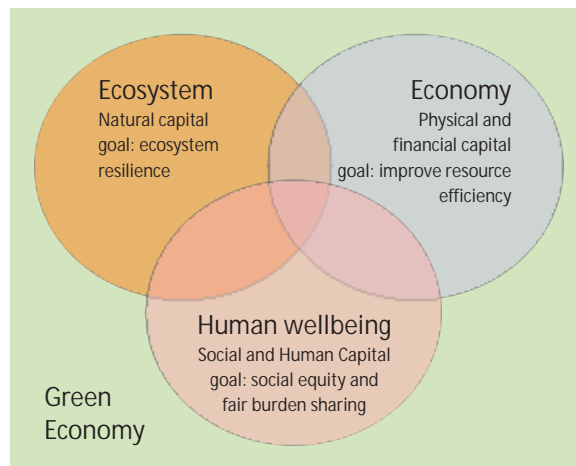 Ecosystem
Natural capital
goal: ecosystem
resilience
Economy
Physical and
financial capital
goal: improve resource
efficiency
Human wellbeing
Social and Human Capital
goal: social equity and
fair burden sharing
Green
Economy